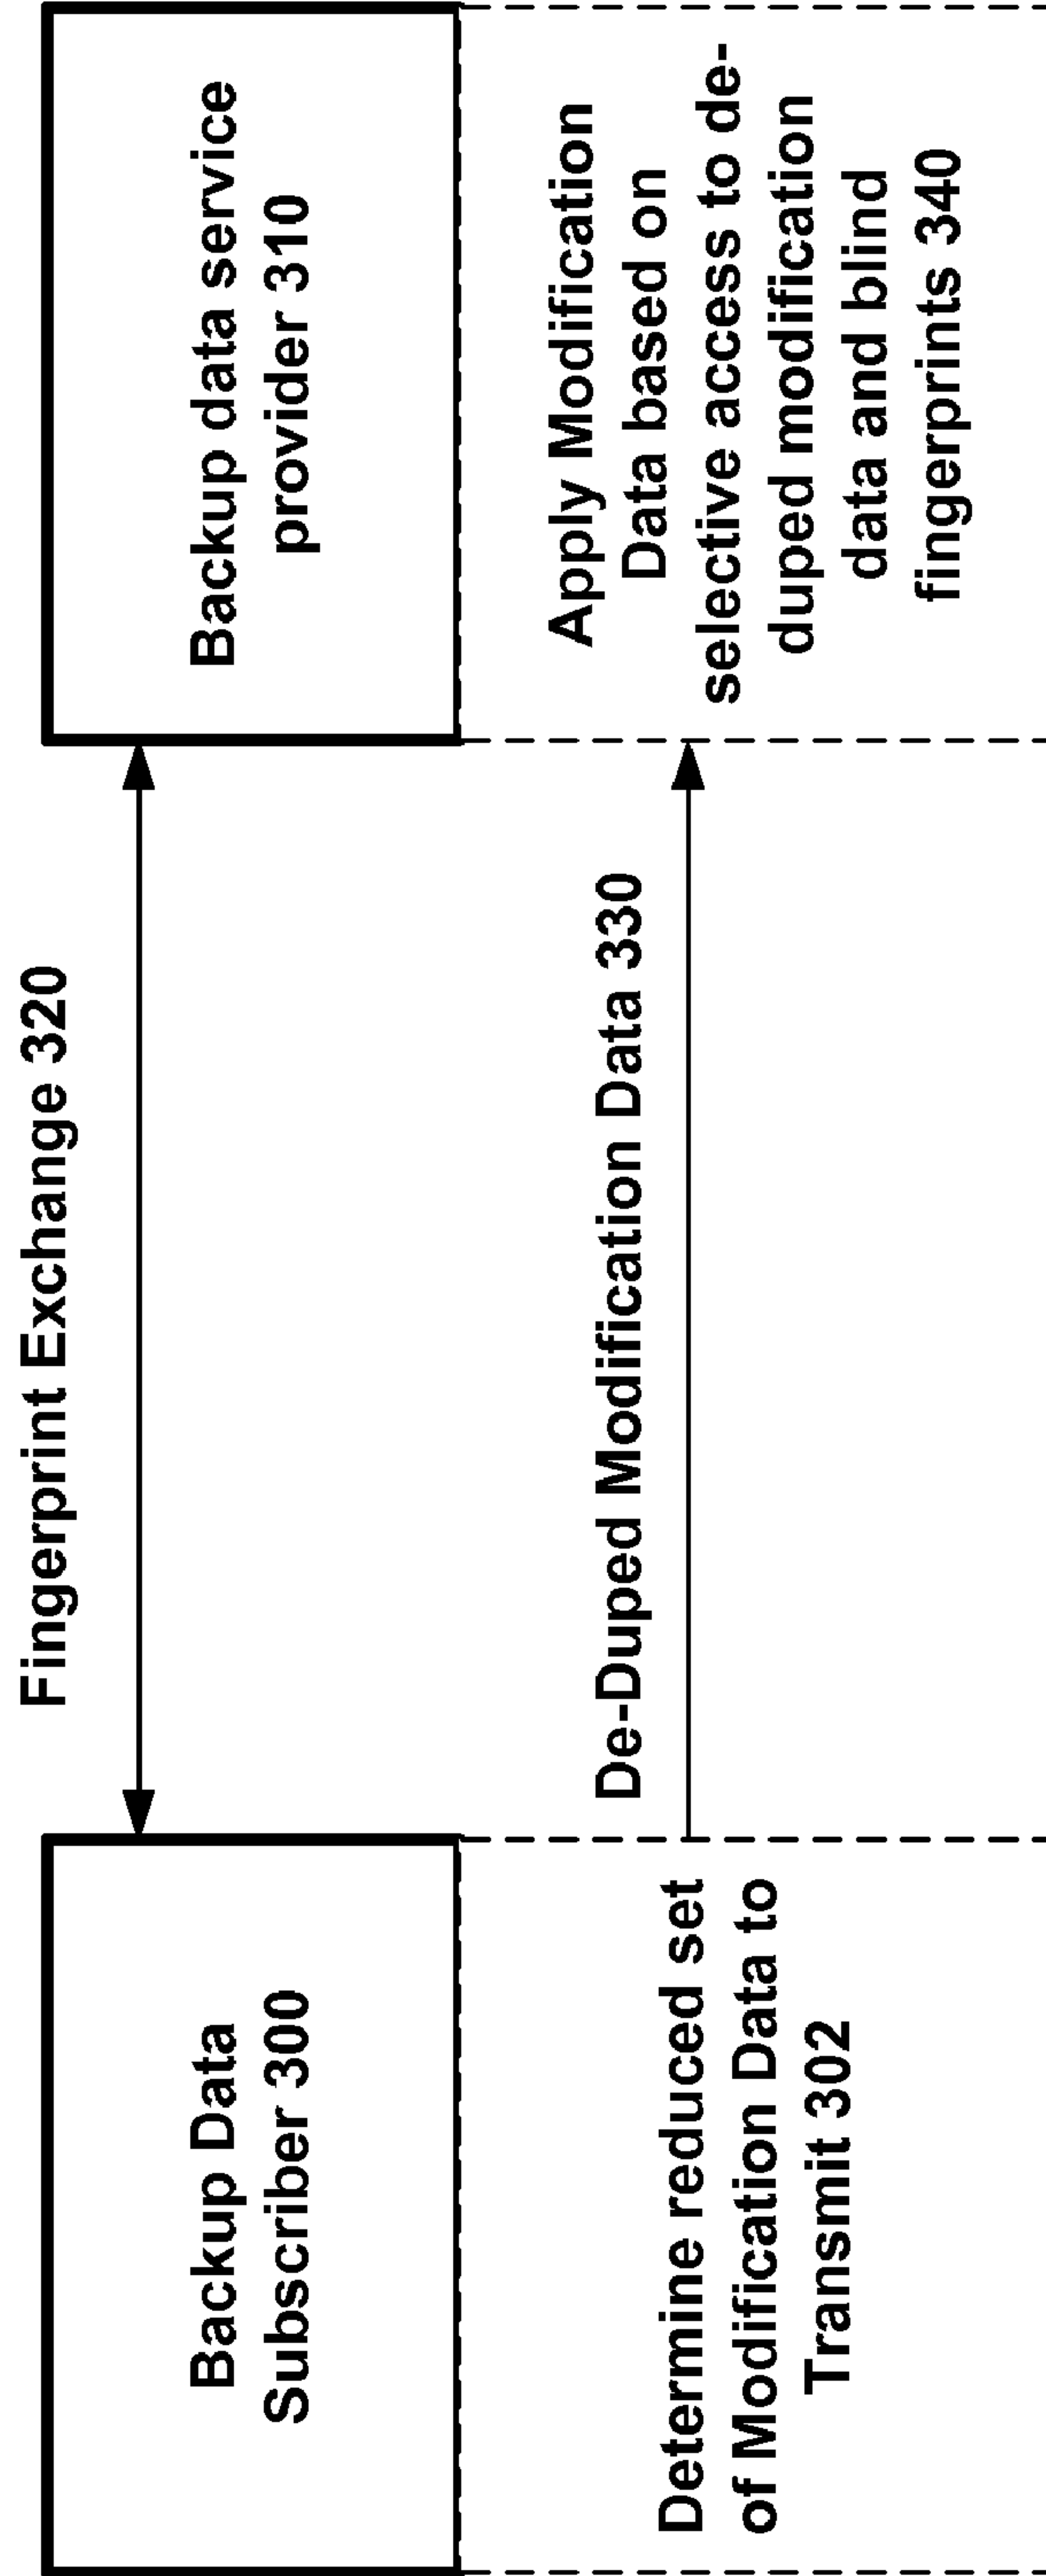 Fingerprint Exchange 320
Backup Data
Subscriber 300
Backup data service
provider 310
De-Duped Modification Data 330
Determine reduced set
of Modification Data to
Transmit 302
Apply Modification
Data based on
selective access to de-
duped modification
data and blind
fingerprints 340